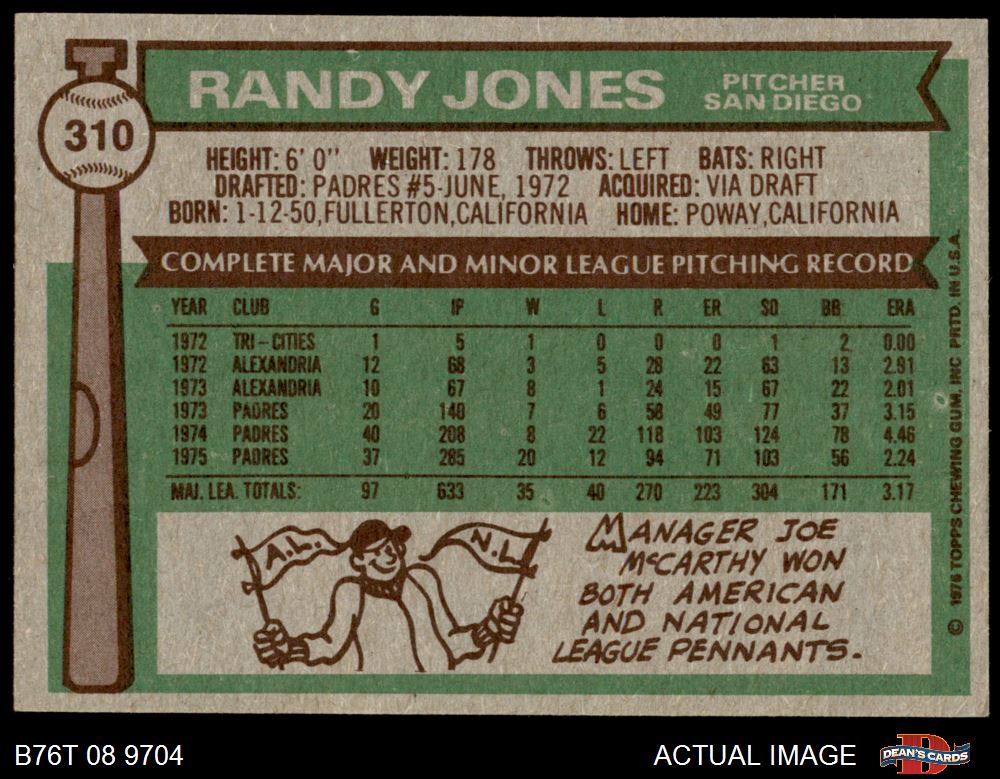 RANDY JONES
PITCHER
SAN DIEGO
310
HEIGHT: 6' 0" WEIGHT: 178 THROWS: LEFT BATS: RIGHT
DRAFTED: PADRES #5-JUNE, 1972 ACQUIRED: VIA DRAFT
BORN: 1-12-50, FULLERTON, CALIFORNIA HOME: POWAY, CALIFORNIA
COMPLETE MAJOR AND MINOR LEAGUE PITCHING RECORD
YEAR CLUB G IP W L R ER SO BB ERA
1972 TRI-CITIES 1 5 1 0 0 0 1 2 0.00
1972 ALEXANDRIA 12 68 3 5 28 22 63 13 2.91
1973 ALEXANDRIA 10 67 8 1 24 15 67 22 2.01
1973 PADRES 20 140 7 6 58 49 77 37 3.15
1974 PADRES 40 208 8 22 118 103 124 78 4.46
1975 PADRES 37 285 20 12 94 71 103 56 2.24
MAJ. LEA. TOTALS: 97 633 35 40 270 223 304 171 3.17
A.L.
N.L.
MANAGER JOE
McCARTHY WON
BOTH AMERICAN
AND NATIONAL
LEAGUE PENNANTS.
© 1976 TOPPS CHEWING GUM, INC PRTD. IN U.S.A.
B76T 08 9704
ACTUAL IMAGE
DEAN'S CARDS